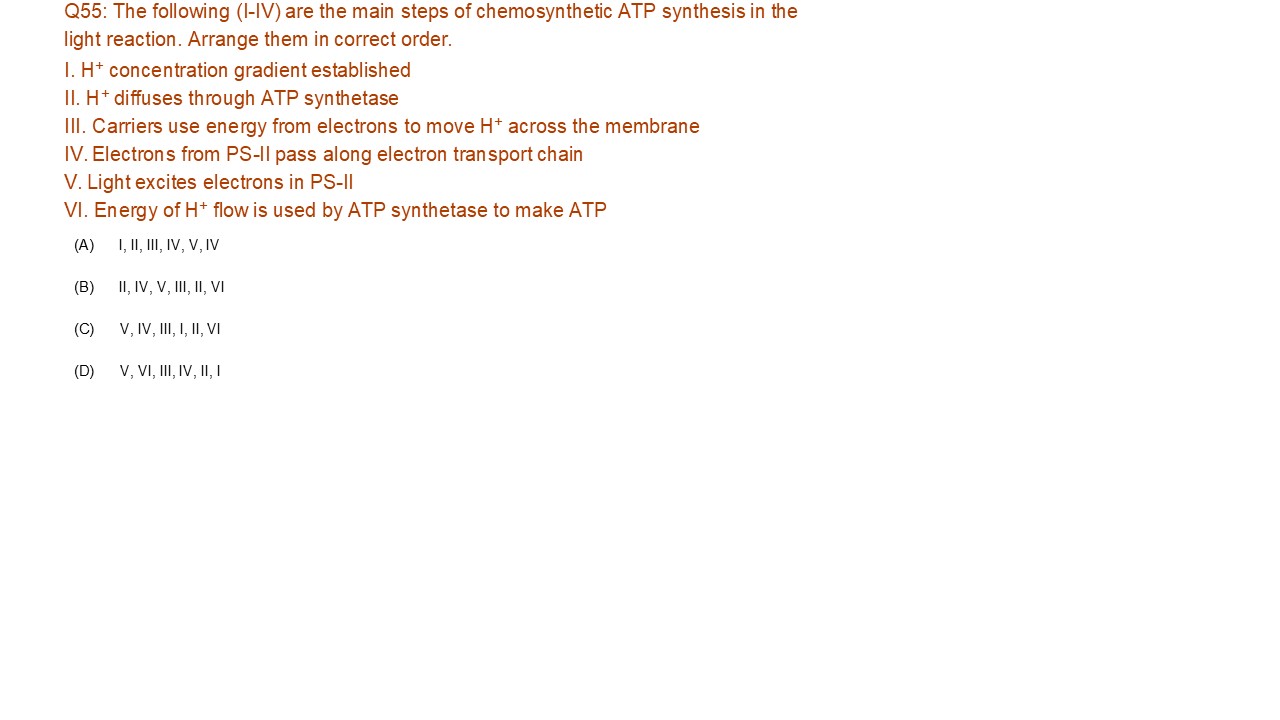 Q55: The following (I-IV) are the main steps of chemosynthetic ATP synthesis in the
light reaction. Arrange them in correct order.
I. H⁺ concentration gradient established
II. H⁺ diffuses through ATP synthetase
III. Carriers use energy from electrons to move H⁺ across the membrane
IV. Electrons from PS-II pass along electron transport chain
V. Light excites electrons in PS-II
VI. Energy of H⁺ flow is used by ATP synthetase to make ATP
(A) I, II, III, IV, V, IV
(B) II, IV, V, III, II, VI
(C) V, IV, III, I, II, VI
(D) V, VI, III, IV, II, I